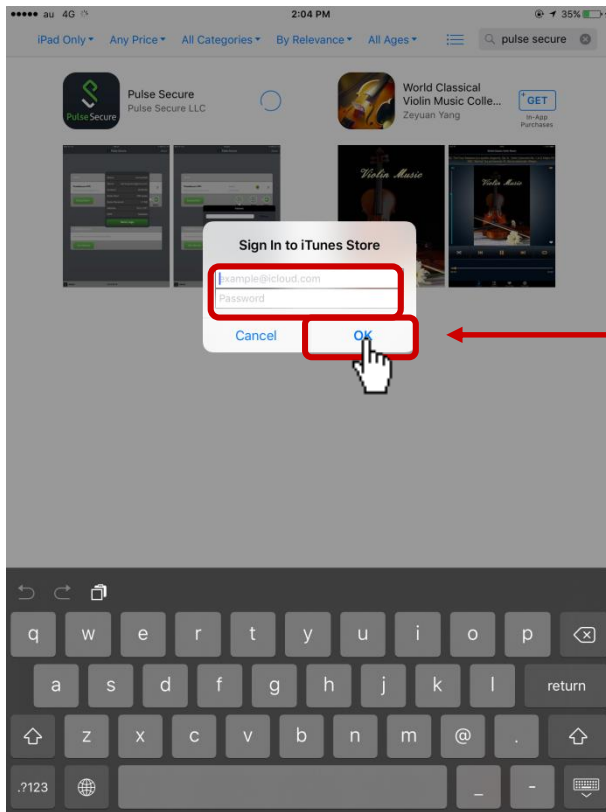 au 4G 2:04 PM 35%
iPad Only All Categories Any Price By Relevance All Ages pulse secure
Pulse Secure
Pulse Secure
Pulse Secure LLC
World Classical
Violin Music Colle...
Zeyuan Yang
+ GET
In-App
Purchases
Violin Music
Violin Music
Sign In to iTunes Store
example@icloud.com
Password
Cancel OK
q w e r t y u i o p
a s d f g h j k l return
z x c v b n m @ .
.?123 _ -